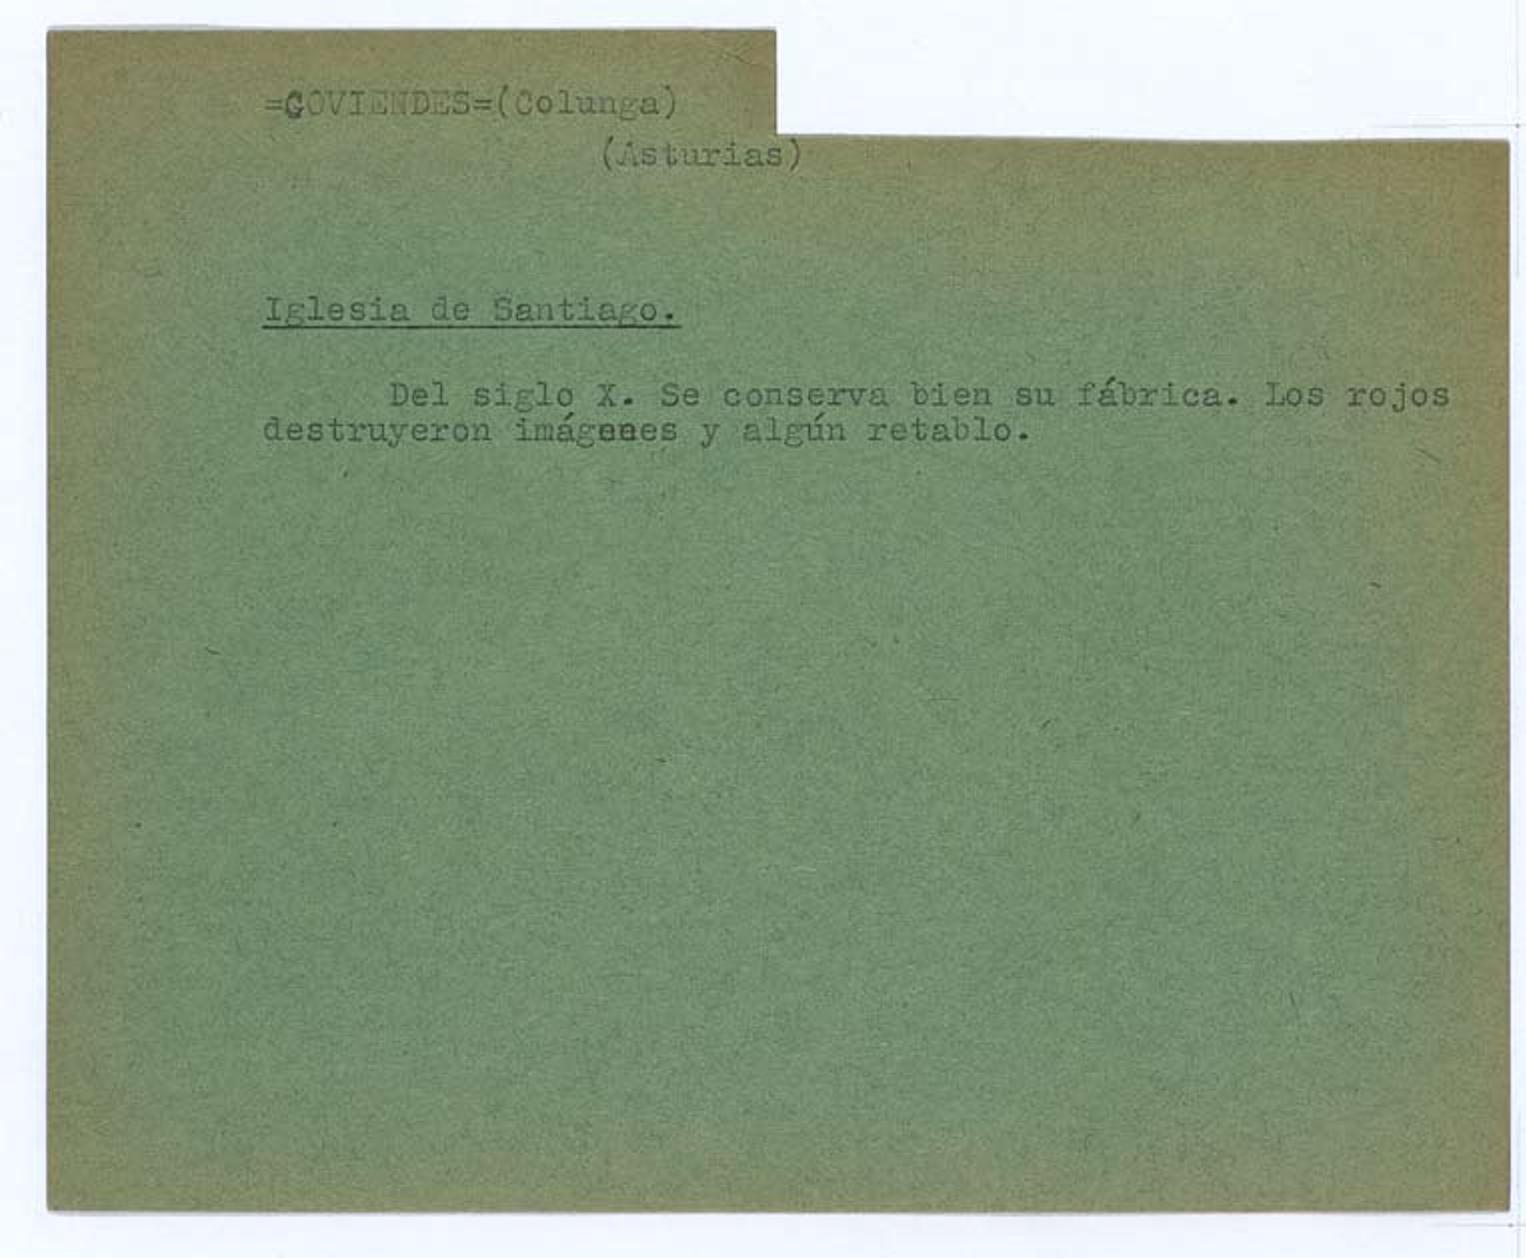 =GOVIENDES=(Colunga)
(Asturias)
Iglesia de Santiago.
Del siglo X. Se conserva bien su fábrica. Los rojos
destruyeron imágenes y algún retablo.